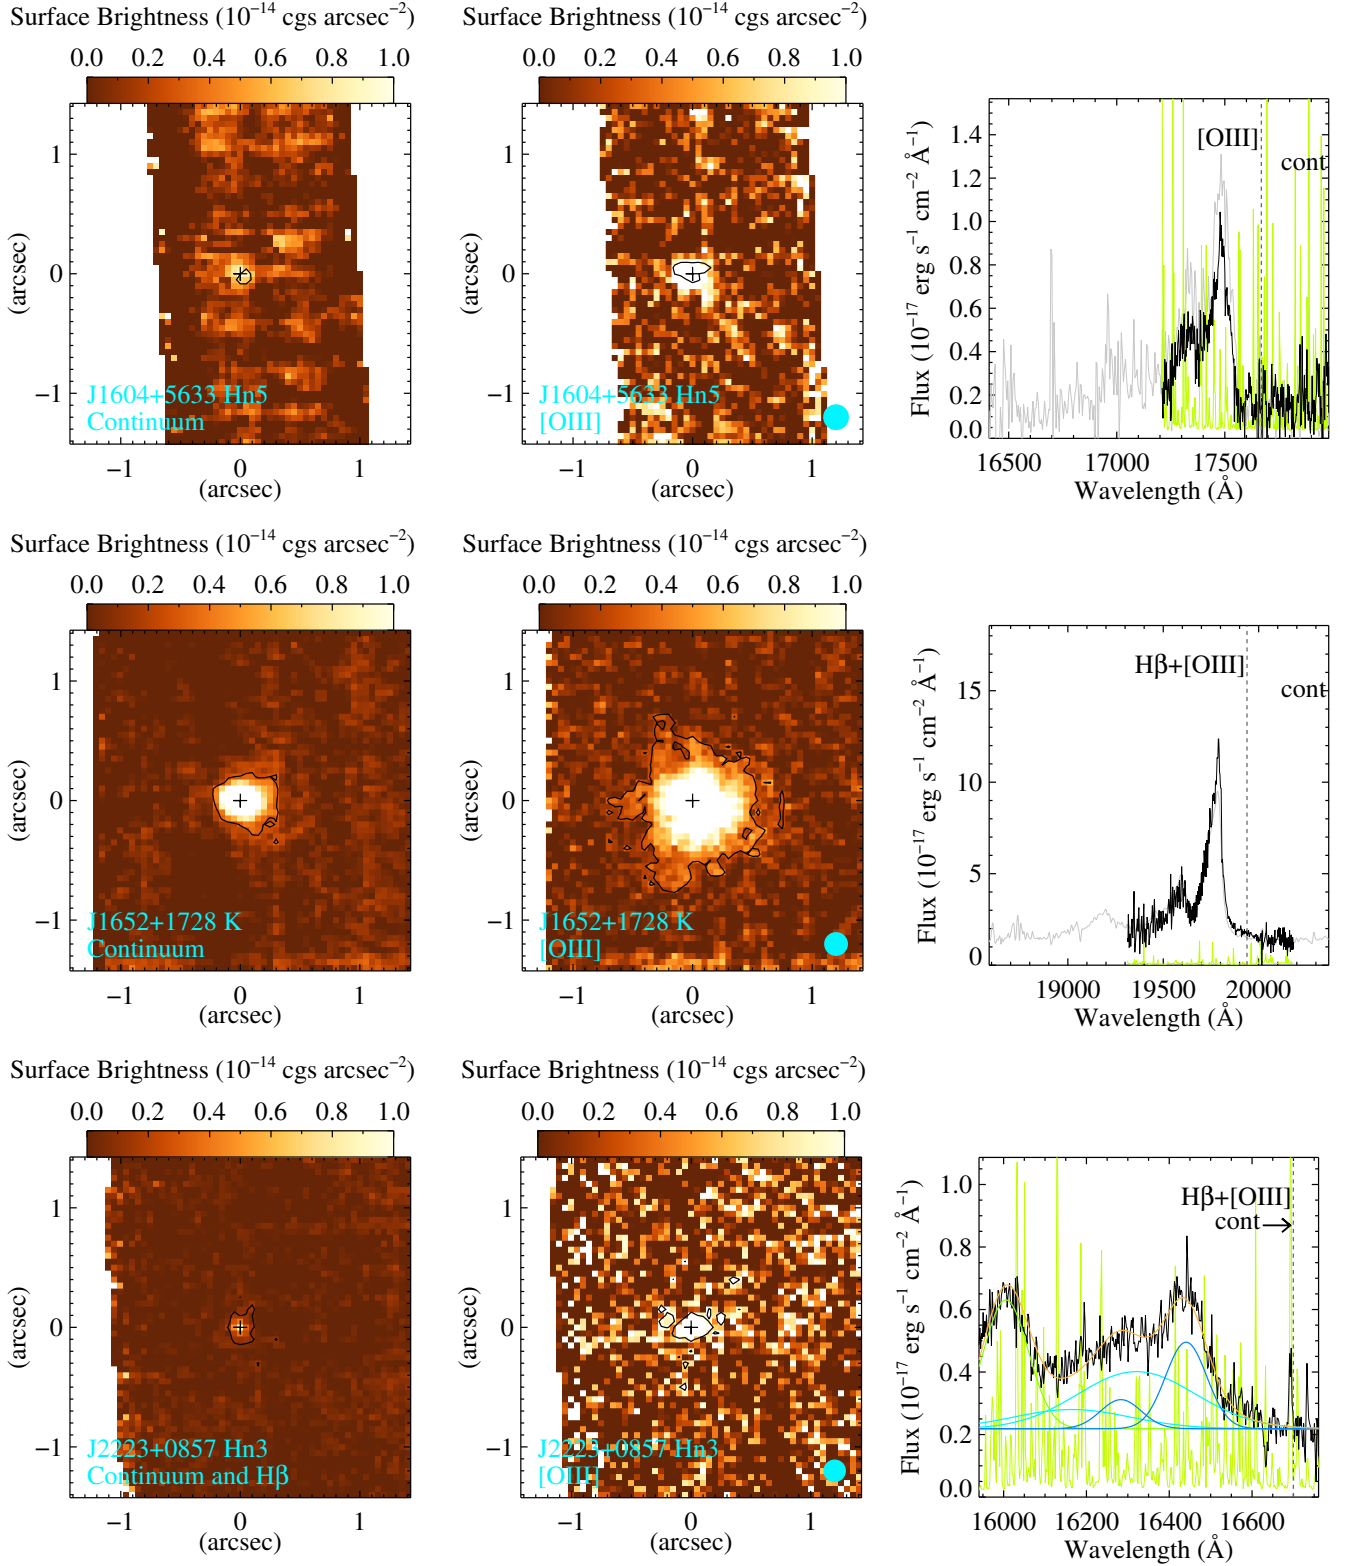 Surface Brightness (10⁻¹⁴ cgs arcsec⁻²)
0.0 0.2 0.4 0.6 0.8 1.0
1
0
−1
(arcsec)
J1604+5633 Hn5
Continuum
−1 0 1
(arcsec)
Surface Brightness (10⁻¹⁴ cgs arcsec⁻²)
0.0 0.2 0.4 0.6 0.8 1.0
1
0
−1
(arcsec)
J1604+5633 Hn5
[OIII]
−1 0 1
(arcsec)
Flux (10⁻¹⁷ erg s⁻¹ cm⁻² Å⁻¹)
1.4
1.2
1.0
0.8
0.6
0.4
0.2
0.0
[OIII]
cont
16500 17000 17500
Wavelength (Å)
Surface Brightness (10⁻¹⁴ cgs arcsec⁻²)
0.0 0.2 0.4 0.6 0.8 1.0
1
0
−1
(arcsec)
J1652+1728 K
Continuum
−1 0 1
(arcsec)
Surface Brightness (10⁻¹⁴ cgs arcsec⁻²)
0.0 0.2 0.4 0.6 0.8 1.0
1
0
−1
(arcsec)
J1652+1728 K
[OIII]
−1 0 1
(arcsec)
Flux (10⁻¹⁷ erg s⁻¹ cm⁻² Å⁻¹)
15
10
5
0
Hβ+[OIII]
cont
19000 19500 20000
Wavelength (Å)
Surface Brightness (10⁻¹⁴ cgs arcsec⁻²)
0.0 0.2 0.4 0.6 0.8 1.0
1
0
−1
(arcsec)
J2223+0857 Hn3
Continuum and Hβ
−1 0 1
(arcsec)
Surface Brightness (10⁻¹⁴ cgs arcsec⁻²)
0.0 0.2 0.4 0.6 0.8 1.0
1
0
−1
(arcsec)
J2223+0857 Hn3
[OIII]
−1 0 1
(arcsec)
Flux (10⁻¹⁷ erg s⁻¹ cm⁻² Å⁻¹)
1.0
0.8
0.6
0.4
0.2
0.0
Hβ+[OIII]
cont→
16000 16200 16400 16600
Wavelength (Å)